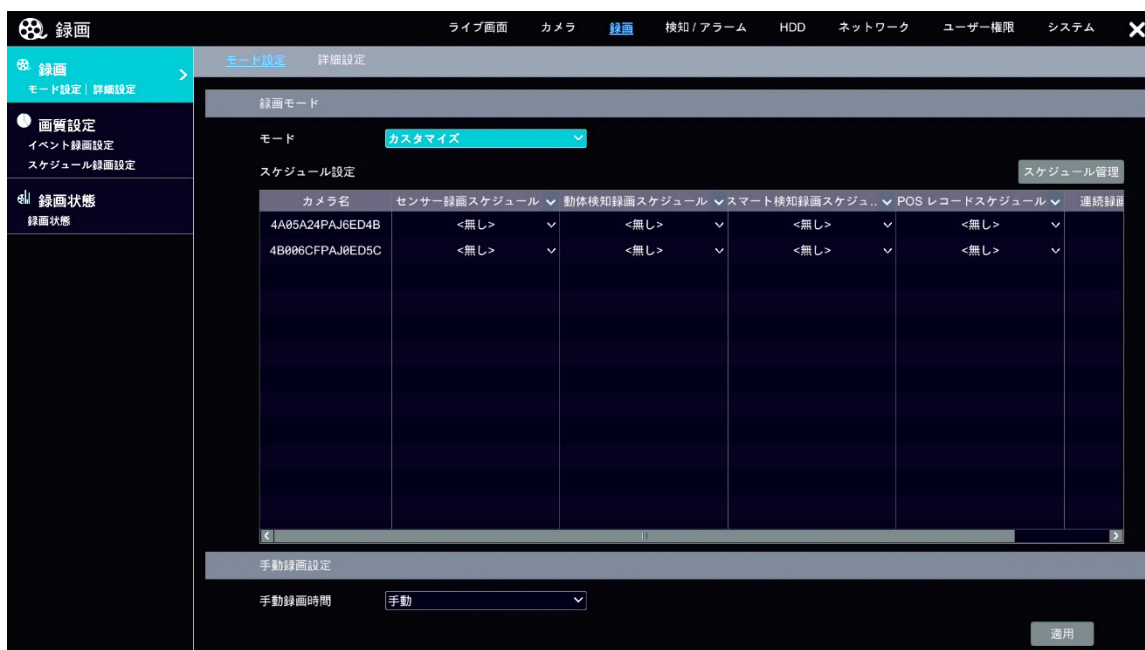 録画 ライブ画面 カメラ 録画 検知 / アラーム HDD ネットワーク ユーザー権限 システム
録画
モード設定 | 詳細設定
画質設定
イベント録画設定
スケジュール録画設定
録画状態
録画状態
モード設定 詳細設定
録画モード
モード カスタマイズ
スケジュール設定 スケジュール管理
カメラ名 センサー録画スケジュール 動体検知録画スケジュール スマート検知録画スケジュ.. POS レコードスケジュール 連続録画
4A05A24PAJ6ED4B <無し> <無し> <無し> <無し>
4B006CFPAJ0ED5C <無し> <無し> <無し> <無し>
手動録画設定
手動録画時間 手動
適用